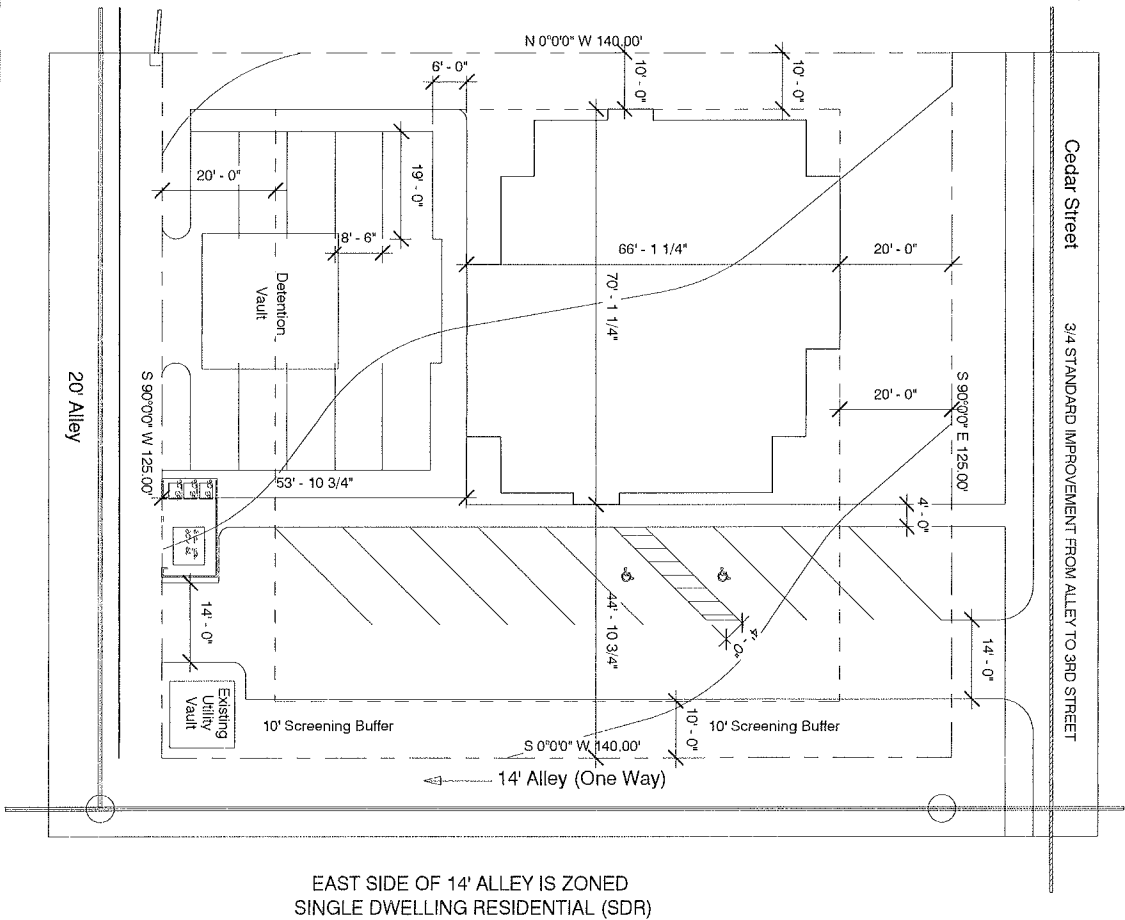 N 0°0'0" W 140.00'
6' - 0"
10' - 0"
10' - 0"
Cedar Street
3/4 STANDARD IMPROVEMENT FROM ALLEY TO 3RD STREET
19' - 0"
20' - 0"
8' - 6"
66' - 1 1/4"
20' - 0"
70' - 1 1/4"
Detention
Vault
20' Alley
S 90°0'0" W 125.00'
20' - 0"
S 90°0'0" E 125.00'
53' - 10 3/4"
4' - 0"
14' - 0"
44' - 10 3/4"
4' - 0"
14' - 0"
Existing
Utility
Vault
10' Screening Buffer
10' - 0"
10' Screening Buffer
S 0°0'0" W 140.00'
14' Alley (One Way)
EAST SIDE OF 14' ALLEY IS ZONED
SINGLE DWELLING RESIDENTIAL (SDR)